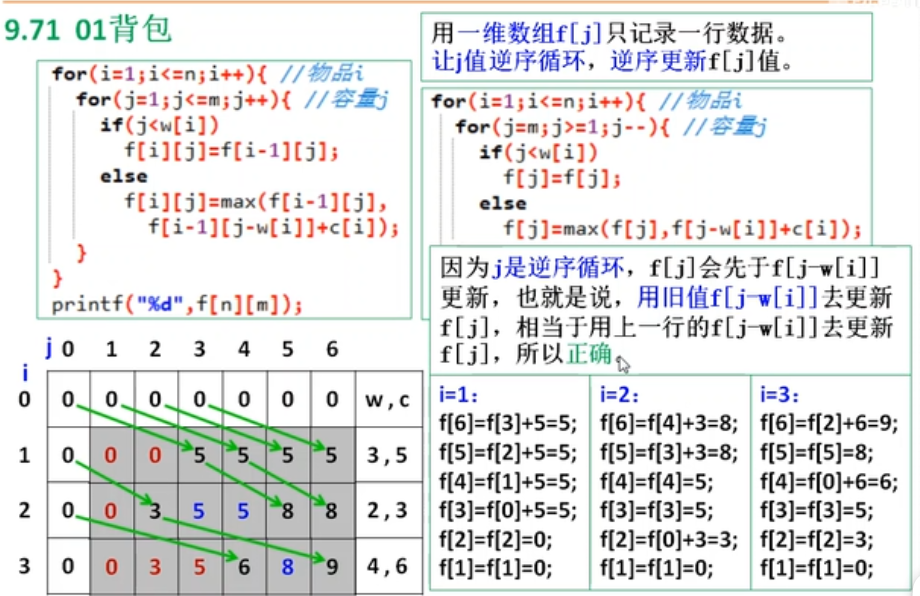 9.71 01背包
for(i=1;i<=n;i++){ //物品i
for(j=1;j<=m;j++){ //容量j
if(j<w[i])
f[i][j]=f[i-1][j];
else
f[i][j]=max(f[i-1][j],
f[i-1][j-w[i]]+c[i]);
}
}
printf("%d",f[n][m]);
用一维数组f[j]只记录一行数据。
让j值逆序循环，逆序更新f[j]值。
for(i=1;i<=n;i++){ //物品i
for(j=m;j>=1;j--){ //容量j
if(j<w[i])
f[j]=f[j];
else
f[j]=max(f[j],f[j-w[i]]+c[i]);
因为j是逆序循环，f[j]会先于f[j-w[i]]
更新，也就是说，用旧值f[j-w[i]]去更新
f[j]，相当于用上一行的f[j-w[i]]去更新
f[j]，所以正确。
j 0 1 2 3 4 5 6
i
0 0 0 0 0 0 0 0 w,c
1 0 0 0 5 5 5 5 3,5
2 0 0 3 5 5 8 8 2,3
3 0 0 3 5 6 8 9 4,6
i=1:
f[6]=f[3]+5=5;
f[5]=f[2]+5=5;
f[4]=f[1]+5=5;
f[3]=f[0]+5=5;
f[2]=f[2]=0;
f[1]=f[1]=0;
i=2:
f[6]=f[4]+3=8;
f[5]=f[3]+3=8;
f[4]=f[4]=5;
f[3]=f[3]=5;
f[2]=f[0]+3=3;
f[1]=f[1]=0;
i=3:
f[6]=f[2]+6=9;
f[5]=f[5]=8;
f[4]=f[0]+6=6;
f[3]=f[3]=5;
f[2]=f[2]=3;
f[1]=f[1]=0;